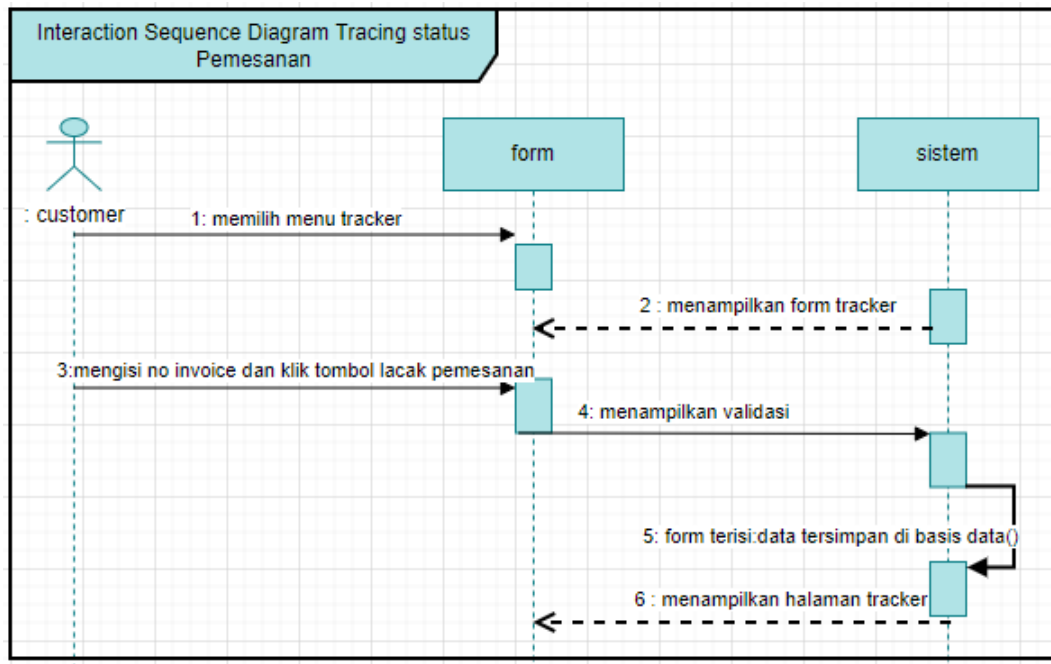 Interaction Sequence Diagram Tracing status
Pemesanan
form
sistem
: customer
1: memilih menu tracker
2 : menampilkan form tracker
3:mengisi no invoice dan klik tombol lacak pemesanan
4: menampilkan validasi
5: form terisi:data tersimpan di basis data()
6 : menampilkan halaman tracker